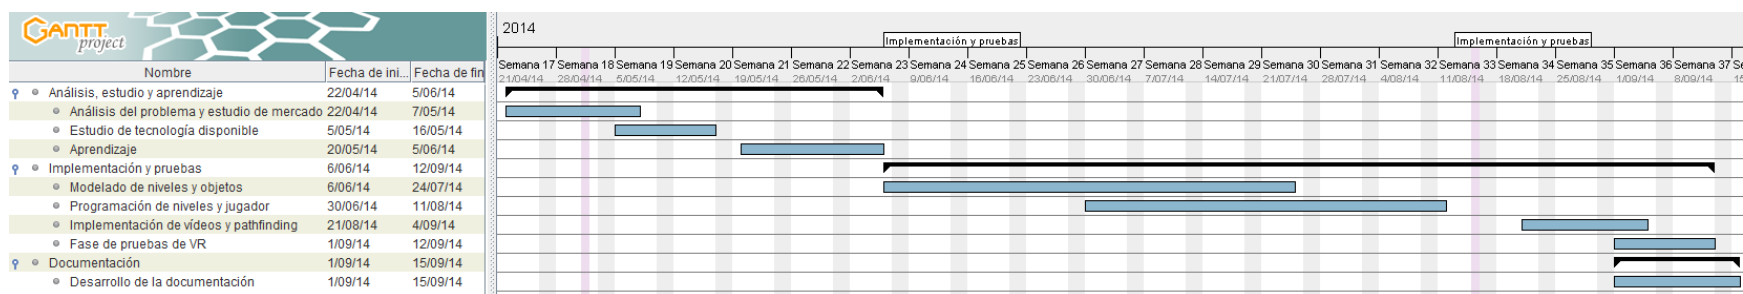 GANTT
project
2014
Implementación y pruebas Implementación y pruebas
Nombre Fecha de ini... Fecha de fin
Semana 17 Semana 18 Semana 19 Semana 20 Semana 21 Semana 22 Semana 23 Semana 24 Semana 25 Semana 26 Semana 27 Semana 28 Semana 29 Semana 30 Semana 31 Semana 32 Semana 33 Semana 34 Semana 35 Semana 36 Semana 37 Se
21/04/14 28/04/14 5/05/14 12/05/14 19/05/14 26/05/14 2/06/14 9/06/14 16/06/14 23/06/14 30/06/14 7/07/14 14/07/14 21/07/14 28/07/14 4/08/14 11/08/14 18/08/14 25/08/14 1/09/14 8/09/14 15
Análisis, estudio y aprendizaje 22/04/14 5/06/14
Análisis del problema y estudio de mercado 22/04/14 7/05/14
Estudio de tecnología disponible 5/05/14 16/05/14
Aprendizaje 20/05/14 5/06/14
Implementación y pruebas 6/06/14 12/09/14
Modelado de niveles y objetos 6/06/14 24/07/14
Programación de niveles y jugador 30/06/14 11/08/14
Implementación de vídeos y pathfinding 21/08/14 4/09/14
Fase de pruebas de VR 1/09/14 12/09/14
Documentación 1/09/14 15/09/14
Desarrollo de la documentación 1/09/14 15/09/14